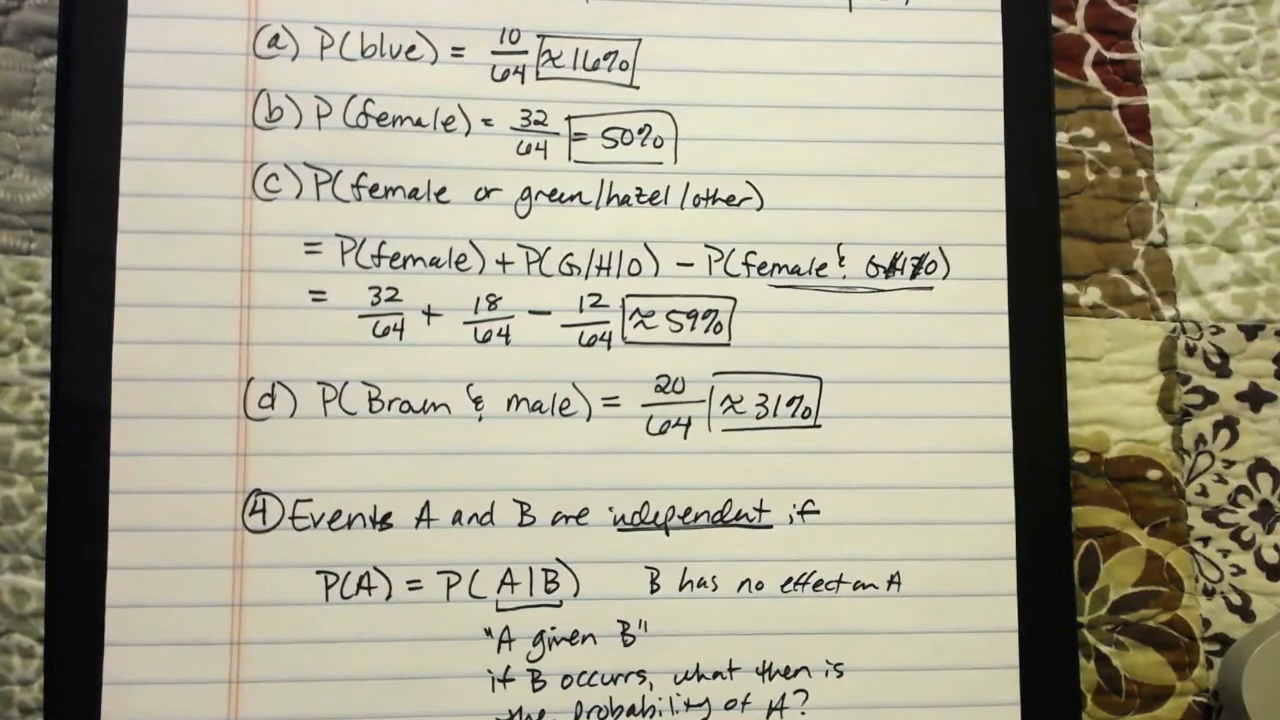 (a) P(blue) = 10/64 ≈ 16%
(b) P(female) = 32/64 = 50%
(c) P(female or green/hazel/other)
= P(female) + P(G/H/O) - P(female & G/H/O)
= 32/64 + 18/64 - 12/64 ≈ 59%
(d) P(Brown & male) = 20/64 ≈ 31%
④ Events A and B are independent if
P(A) = P(A|B) B has no effect on A
"A given B"
if B occurrs, what then is
the probability of A?